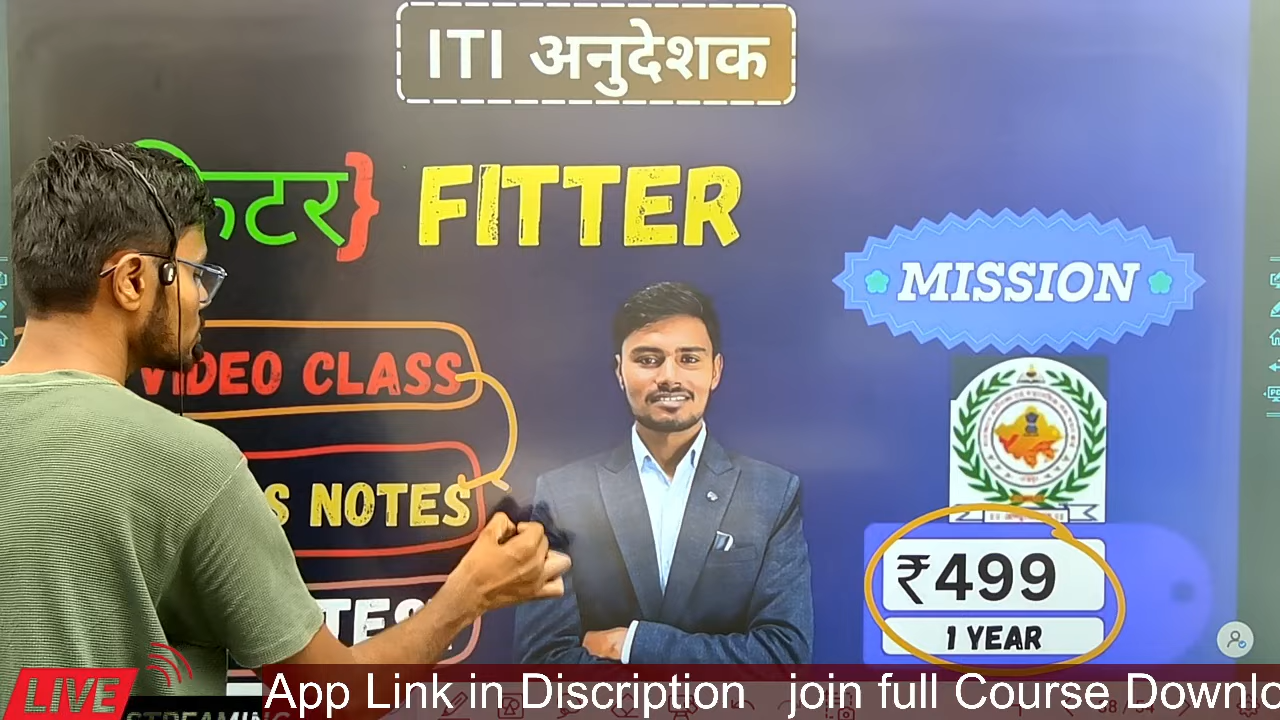 ITI अनुदेशक
FITTER
MISSION
VIDEO CLASS
NOTES
₹499
1 YEAR
LIVE
STREAMING
App Link i Discription join full Course Downlo